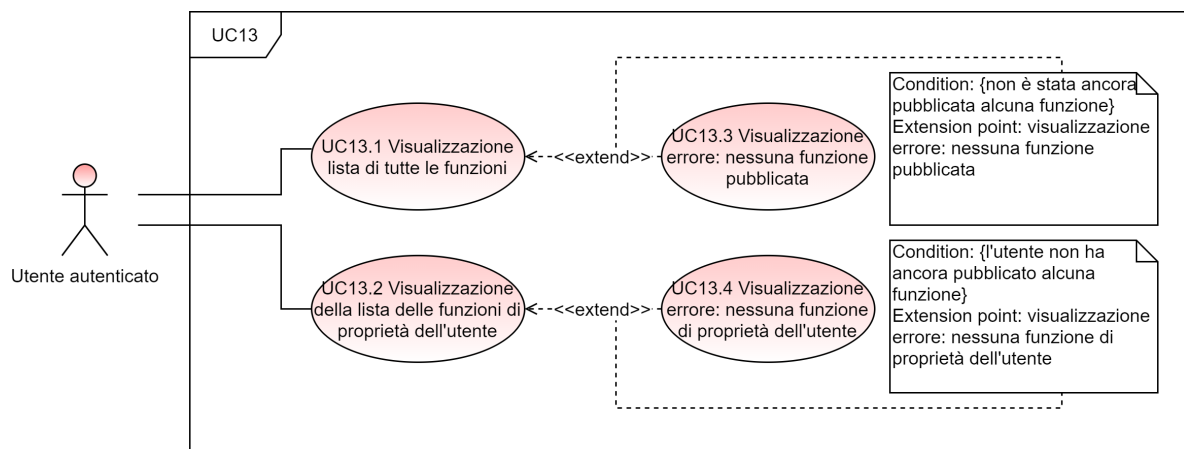 UC13
UC13.1 Visualizzazione
lista di tutte le funzioni
<<extend>>
UC13.3 Visualizzazione
errore: nessuna funzione
pubblicata
Condition: {non è stata ancora
pubblicata alcuna funzione}
Extension point: visualizzazione
errore: nessuna funzione
pubblicata
Utente autenticato
UC13.2 Visualizzazione
della lista delle funzioni di
proprietà dell'utente
<<extend>>
UC13.4 Visualizzazione
errore: nessuna funzione
di proprietà dell'utente
Condition: {l'utente non ha
ancora pubblicato alcuna
funzione}
Extension point: visualizzazione
errore: nessuna funzione di
proprietà dell'utente